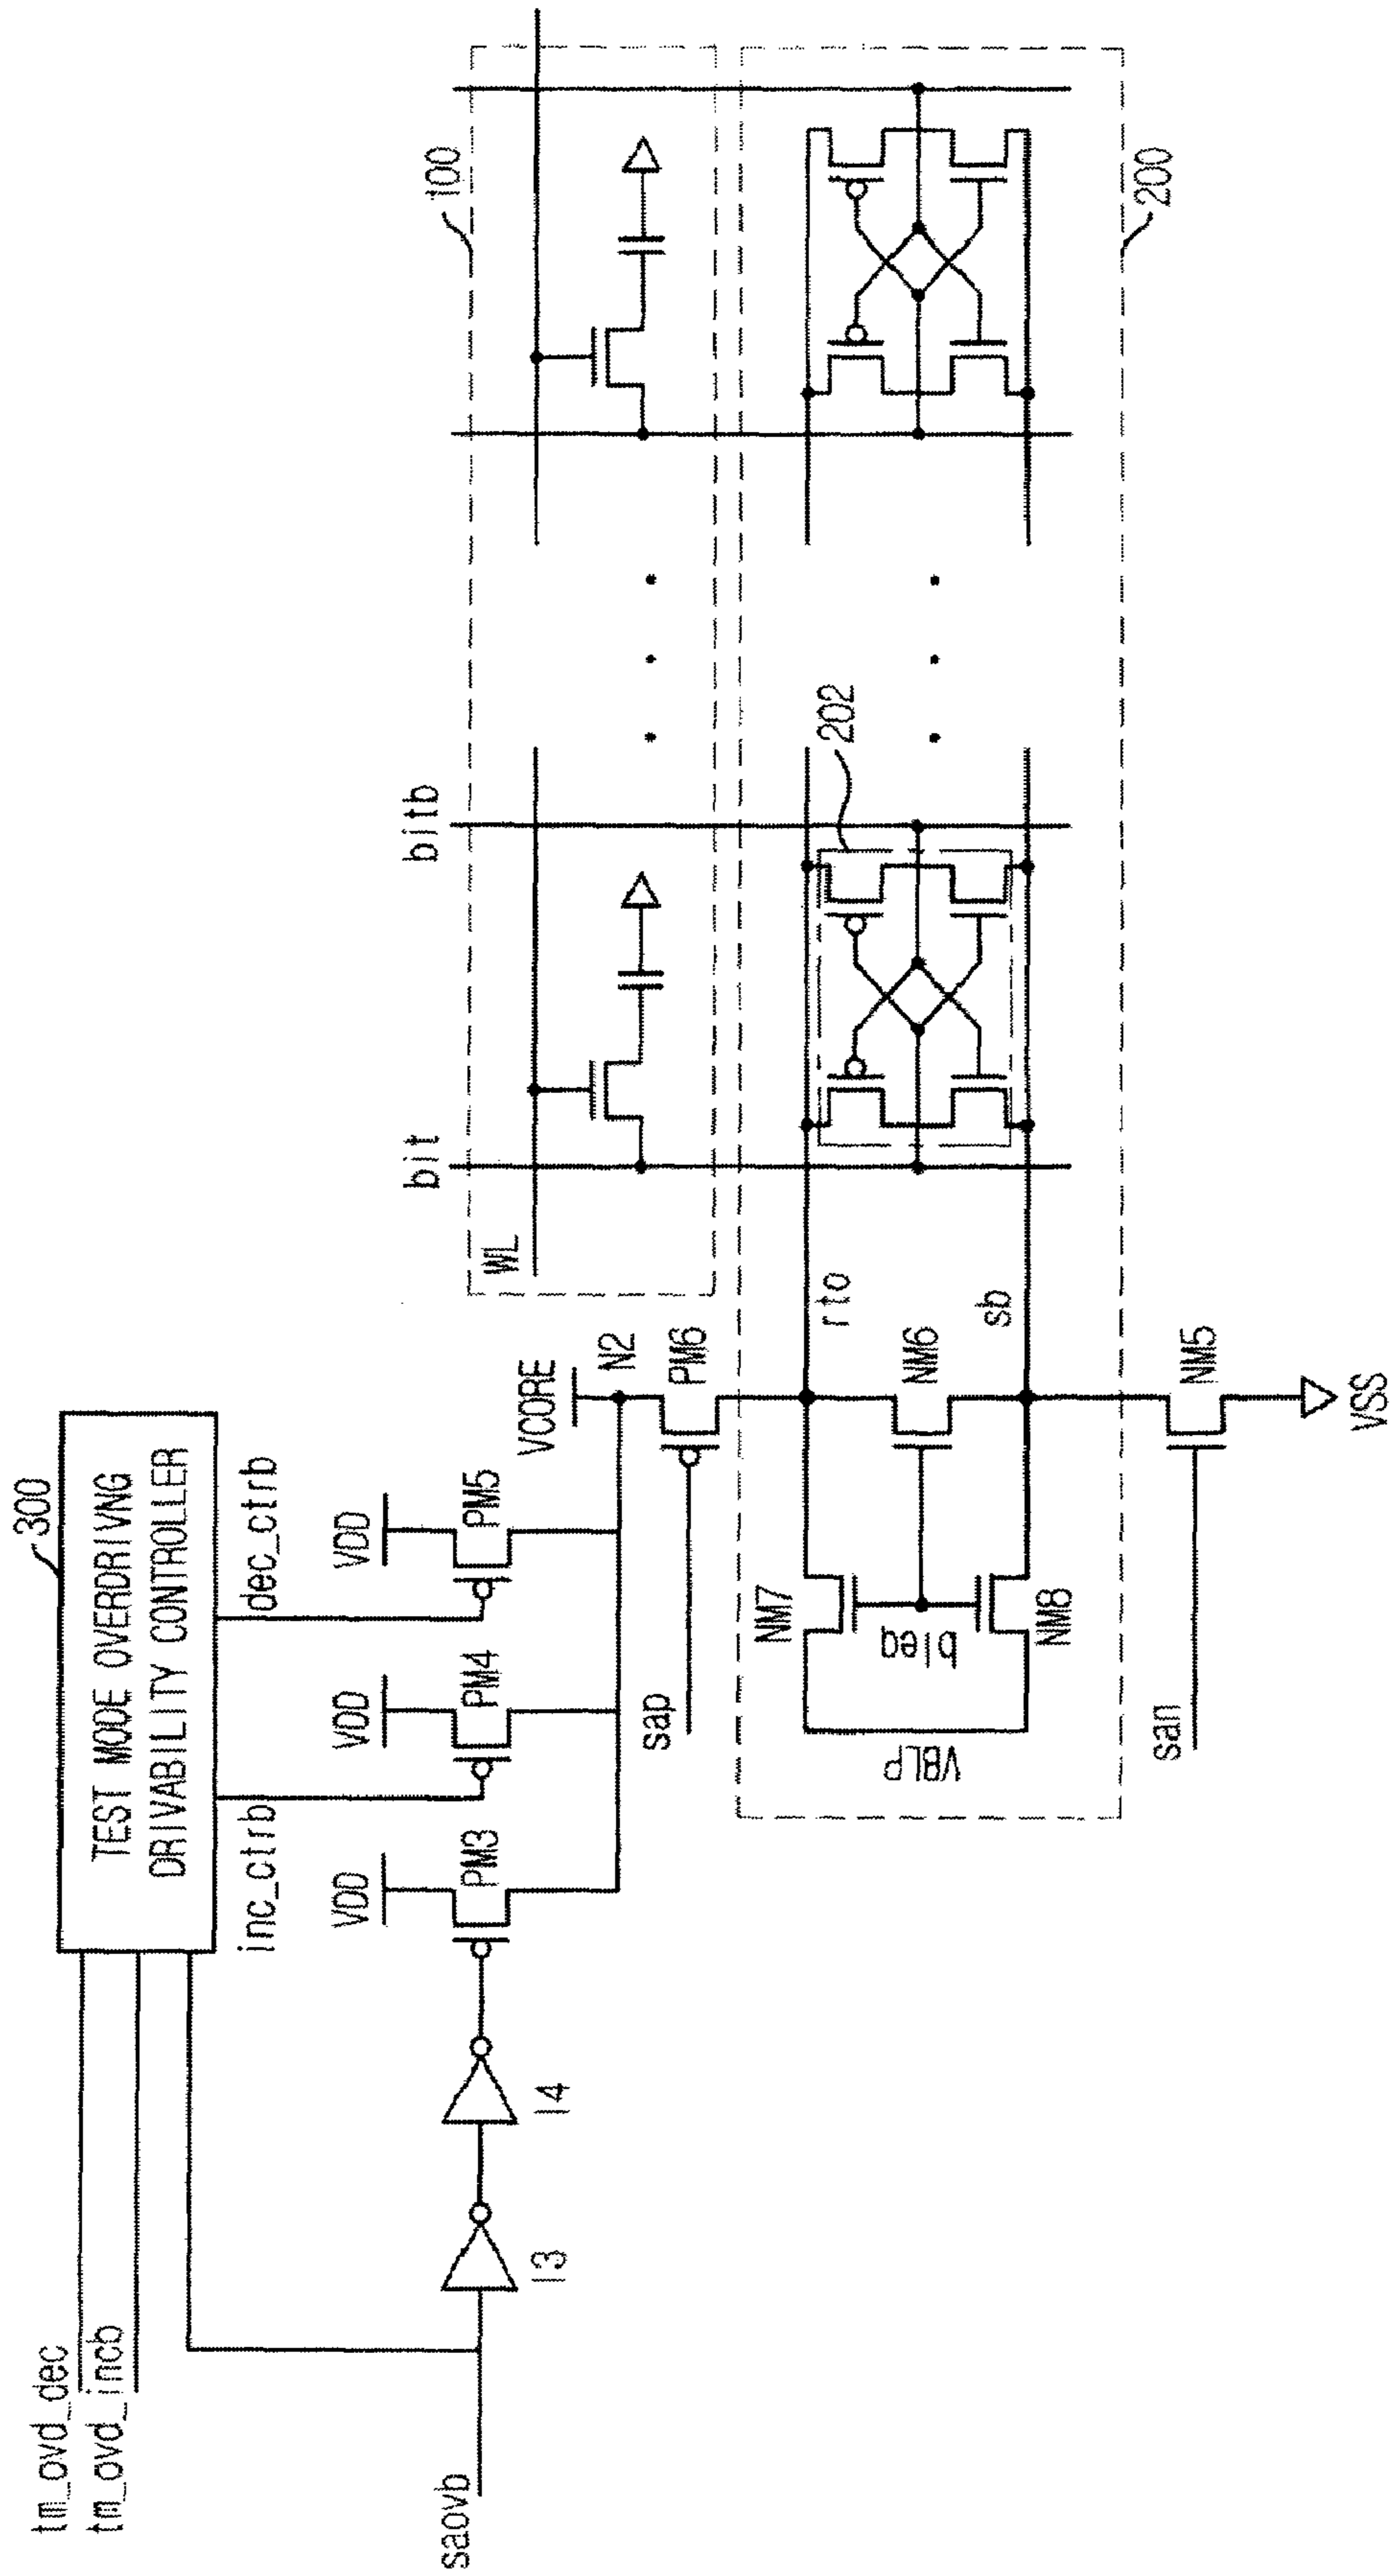 tm_ovd_dec
tm_ovd_incb
saovb
300
TEST MODE OVERDRIVNG
DRIVABILITY CONTROLLER
inc_ctrb
dec_ctrb
I3
I4
VDD
PM3
VDD
PM4
VDD
PM5
VCORE
N2
sap
PM6
100
WL
bit
bitb
200
202
rto
sb
NM6
NM7
bleq
NM8
VBLP
san
NM5
VSS